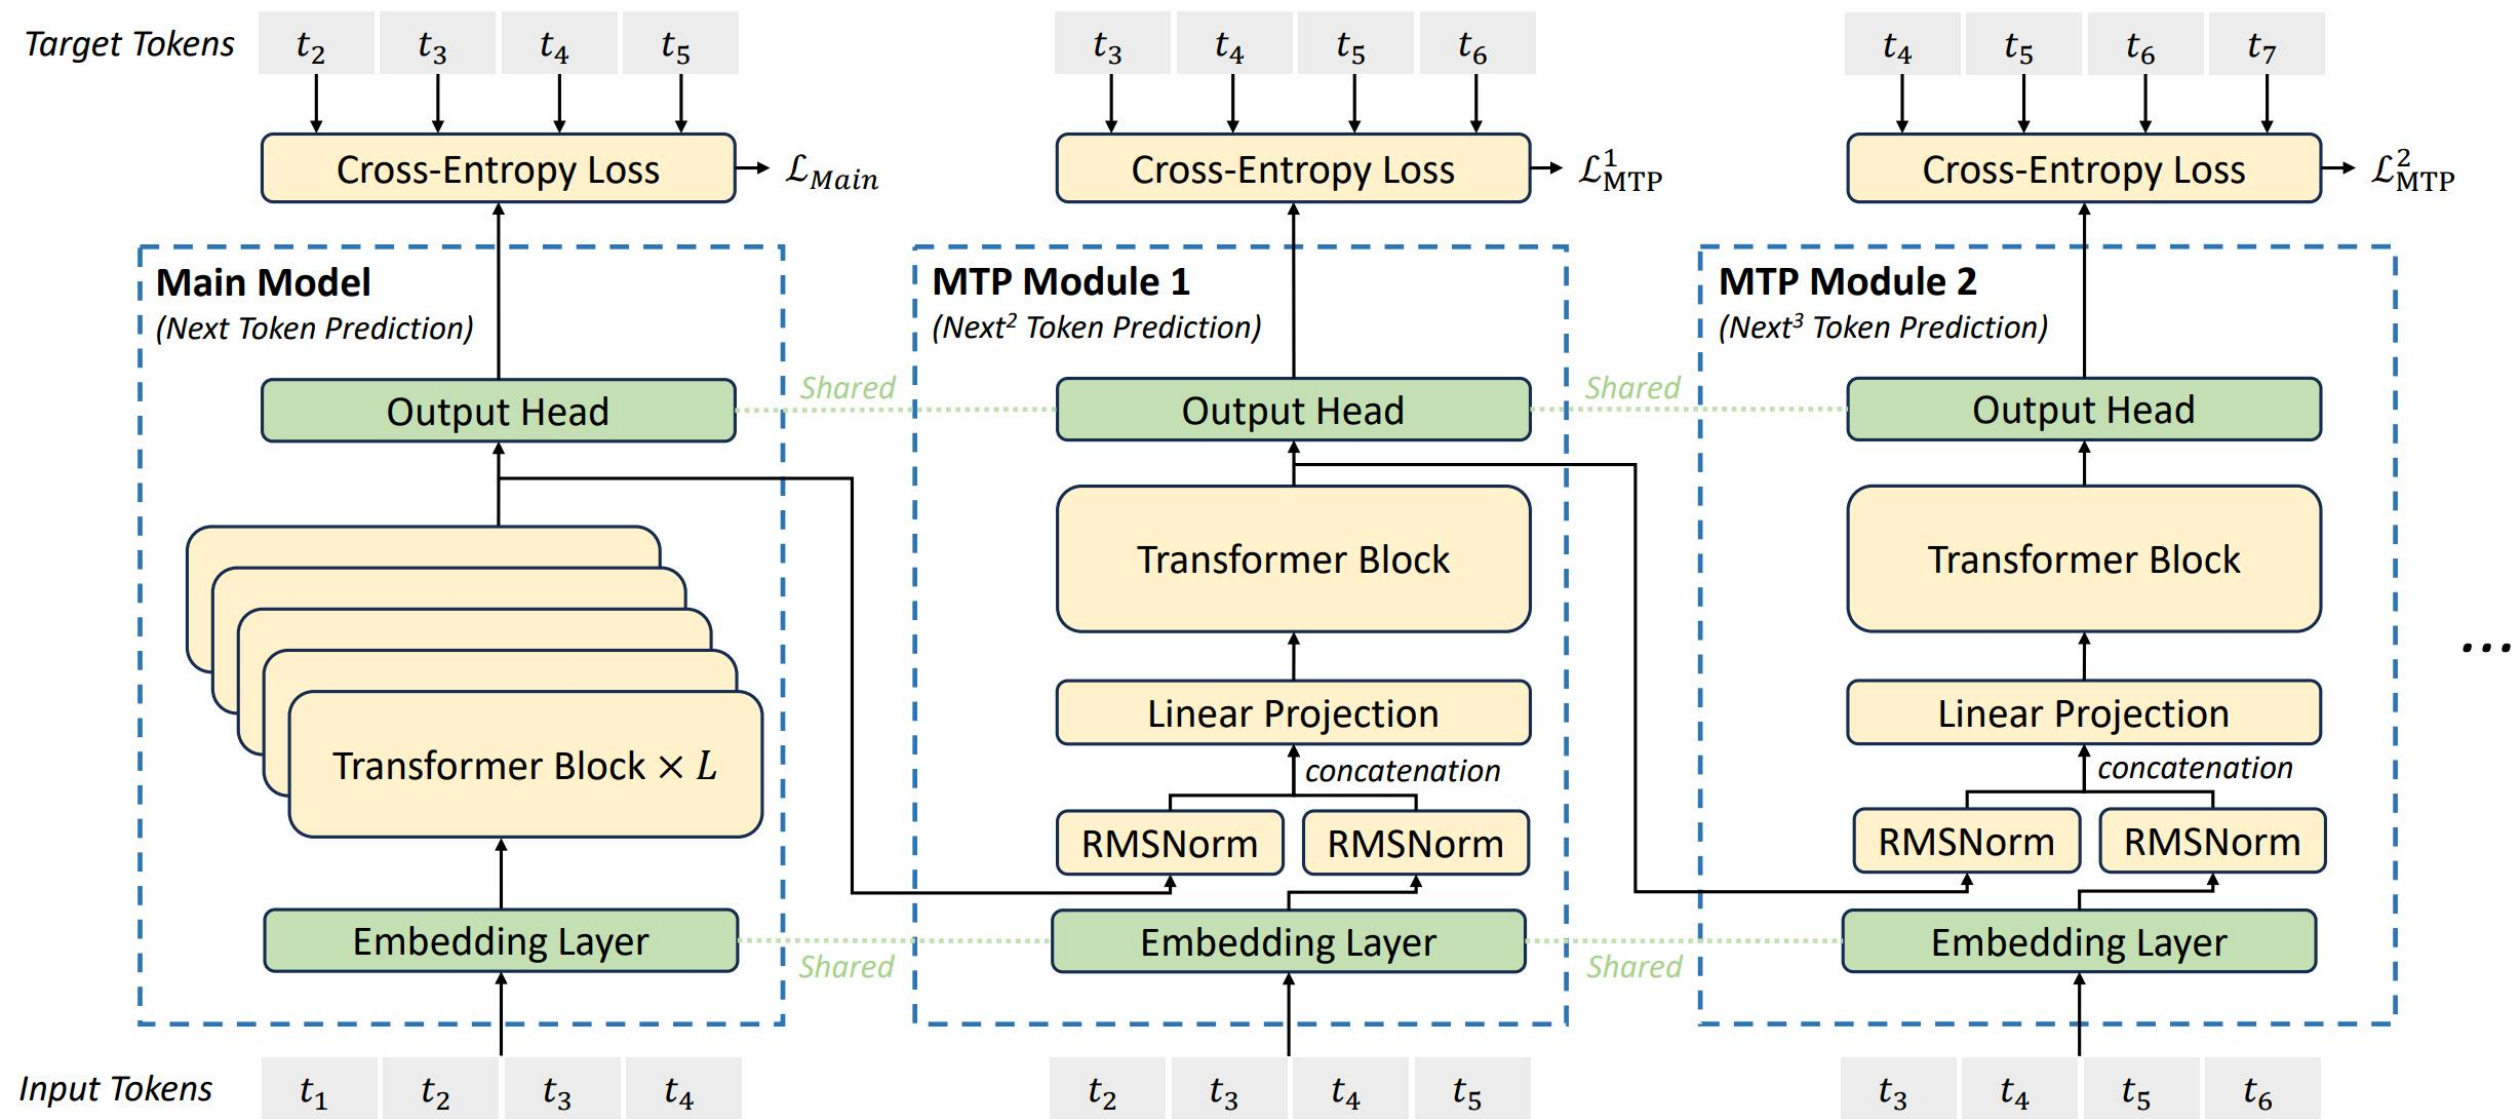 Target Tokens t₂ t₃ t₄ t₅ t₃ t₄ t₅ t₆ t₄ t₅ t₆ t₇
Cross-Entropy Loss ℒ_Main Cross-Entropy Loss ℒ¹_MTP Cross-Entropy Loss ℒ²_MTP
Main Model MTP Module 1 MTP Module 2
(Next Token Prediction) (Next² Token Prediction) (Next³ Token Prediction)
Shared Shared
Output Head Output Head Output Head
Transformer Block Transformer Block
...
Linear Projection Linear Projection
Transformer Block × L concatenation concatenation
RMSNorm RMSNorm RMSNorm RMSNorm
Embedding Layer Embedding Layer Embedding Layer
Shared Shared
Input Tokens t₁ t₂ t₃ t₄ t₂ t₃ t₄ t₅ t₃ t₄ t₅ t₆